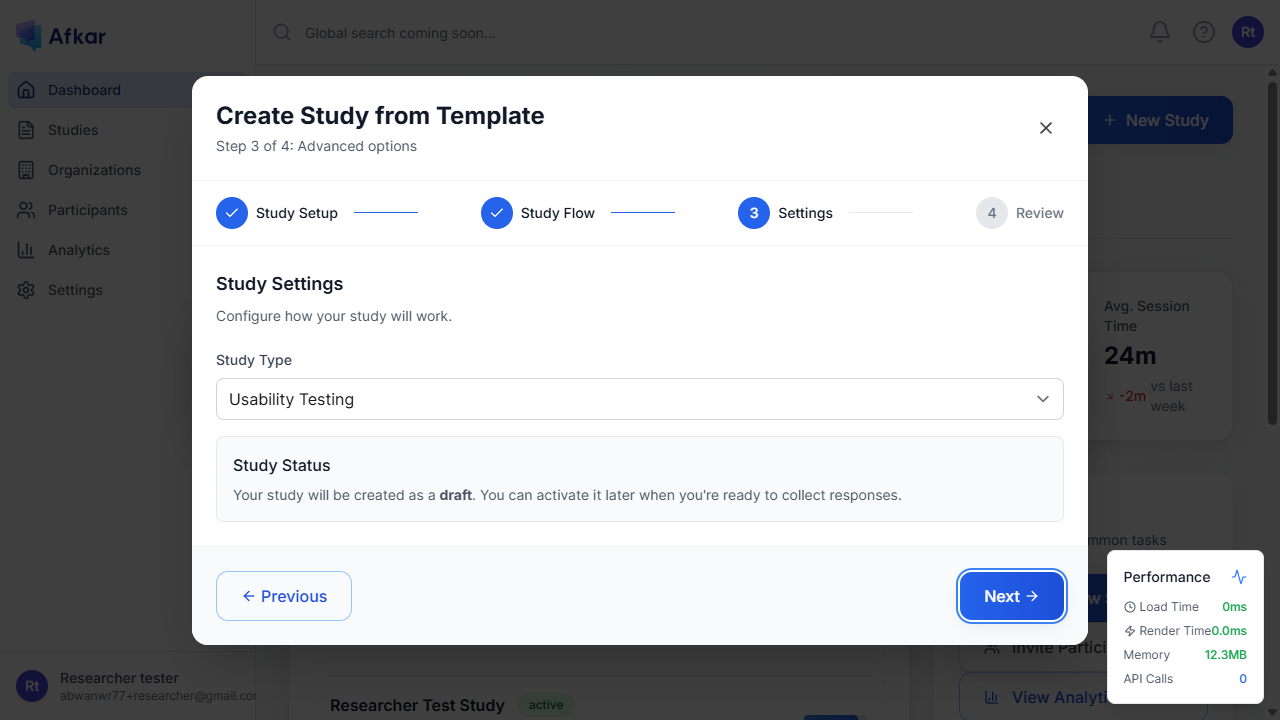 Afkar
Global search coming soon...
Rt
Dashboard
Studies
Organizations
Participants
Analytics
Settings
New Study
Create Study from Template
Step 3 of 4: Advanced options
Study Setup
Study Flow
3 Settings
4 Review
Study Settings
Configure how your study will work.
Study Type
Usability Testing
Study Status
Your study will be created as a draft. You can activate it later when you're ready to collect responses.
← Previous
Next →
Avg. Session
Time
24m
-2m vs last
week
mmon tasks
Performance
Load Time 0ms
Render Time 0.0ms
Memory 12.3MB
API Calls 0
Invite Partici
View Analyti
Rt
Researcher tester
abwanwr77+researcher@gmail.co
Researcher Test Study active